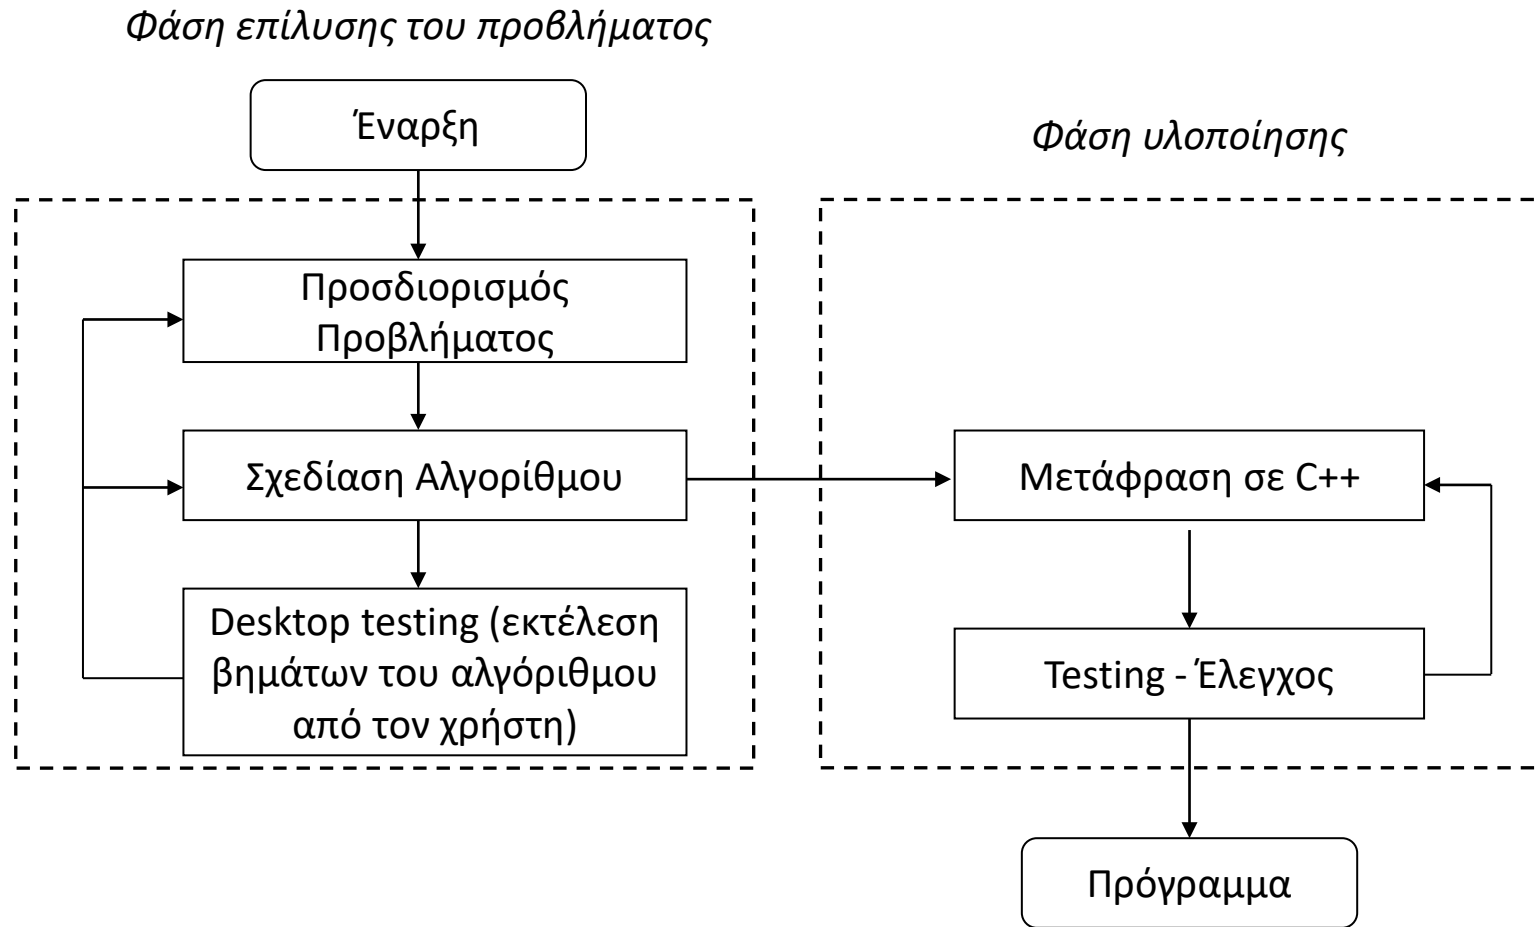 Φάση επίλυσης του προβλήματος
Έναρξη
Προσδιορισμός
Προβλήματος
Σχεδίαση Αλγορίθμου
Desktop testing (εκτέλεση
βημάτων του αλγόριθμου
από τον χρήστη)
Φάση υλοποίησης
Μετάφραση σε C++
Testing - Έλεγχος
Πρόγραμμα